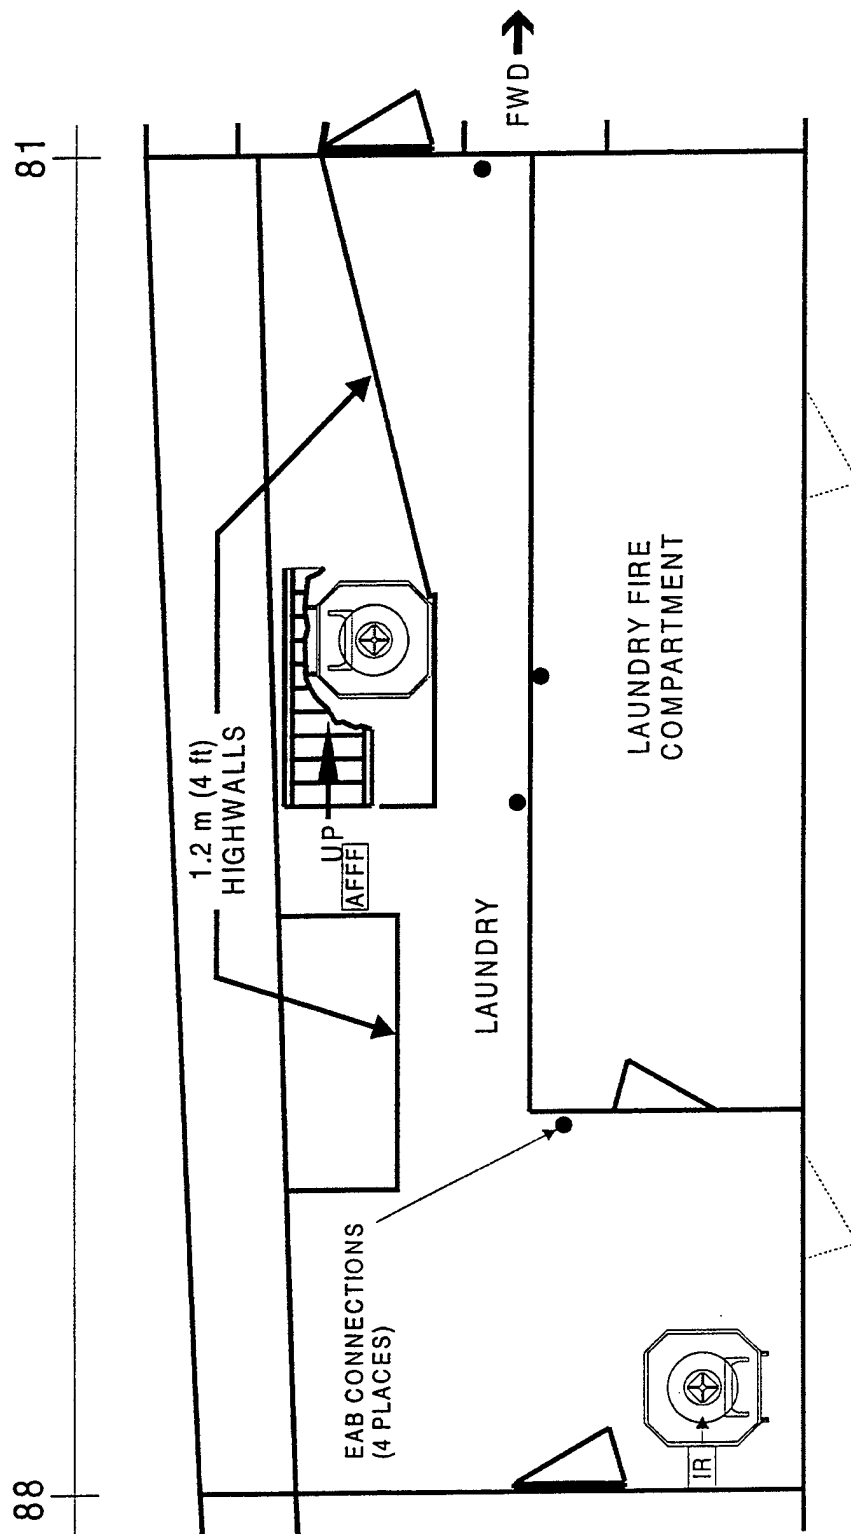 81
FWD
1.2 m (4 ft)
HIGHWALLS
UP
AFFF
LAUNDRY
LAUNDRY FIRE
COMPARTMENT
EAB CONNECTIONS
(4 PLACES)
IR
88